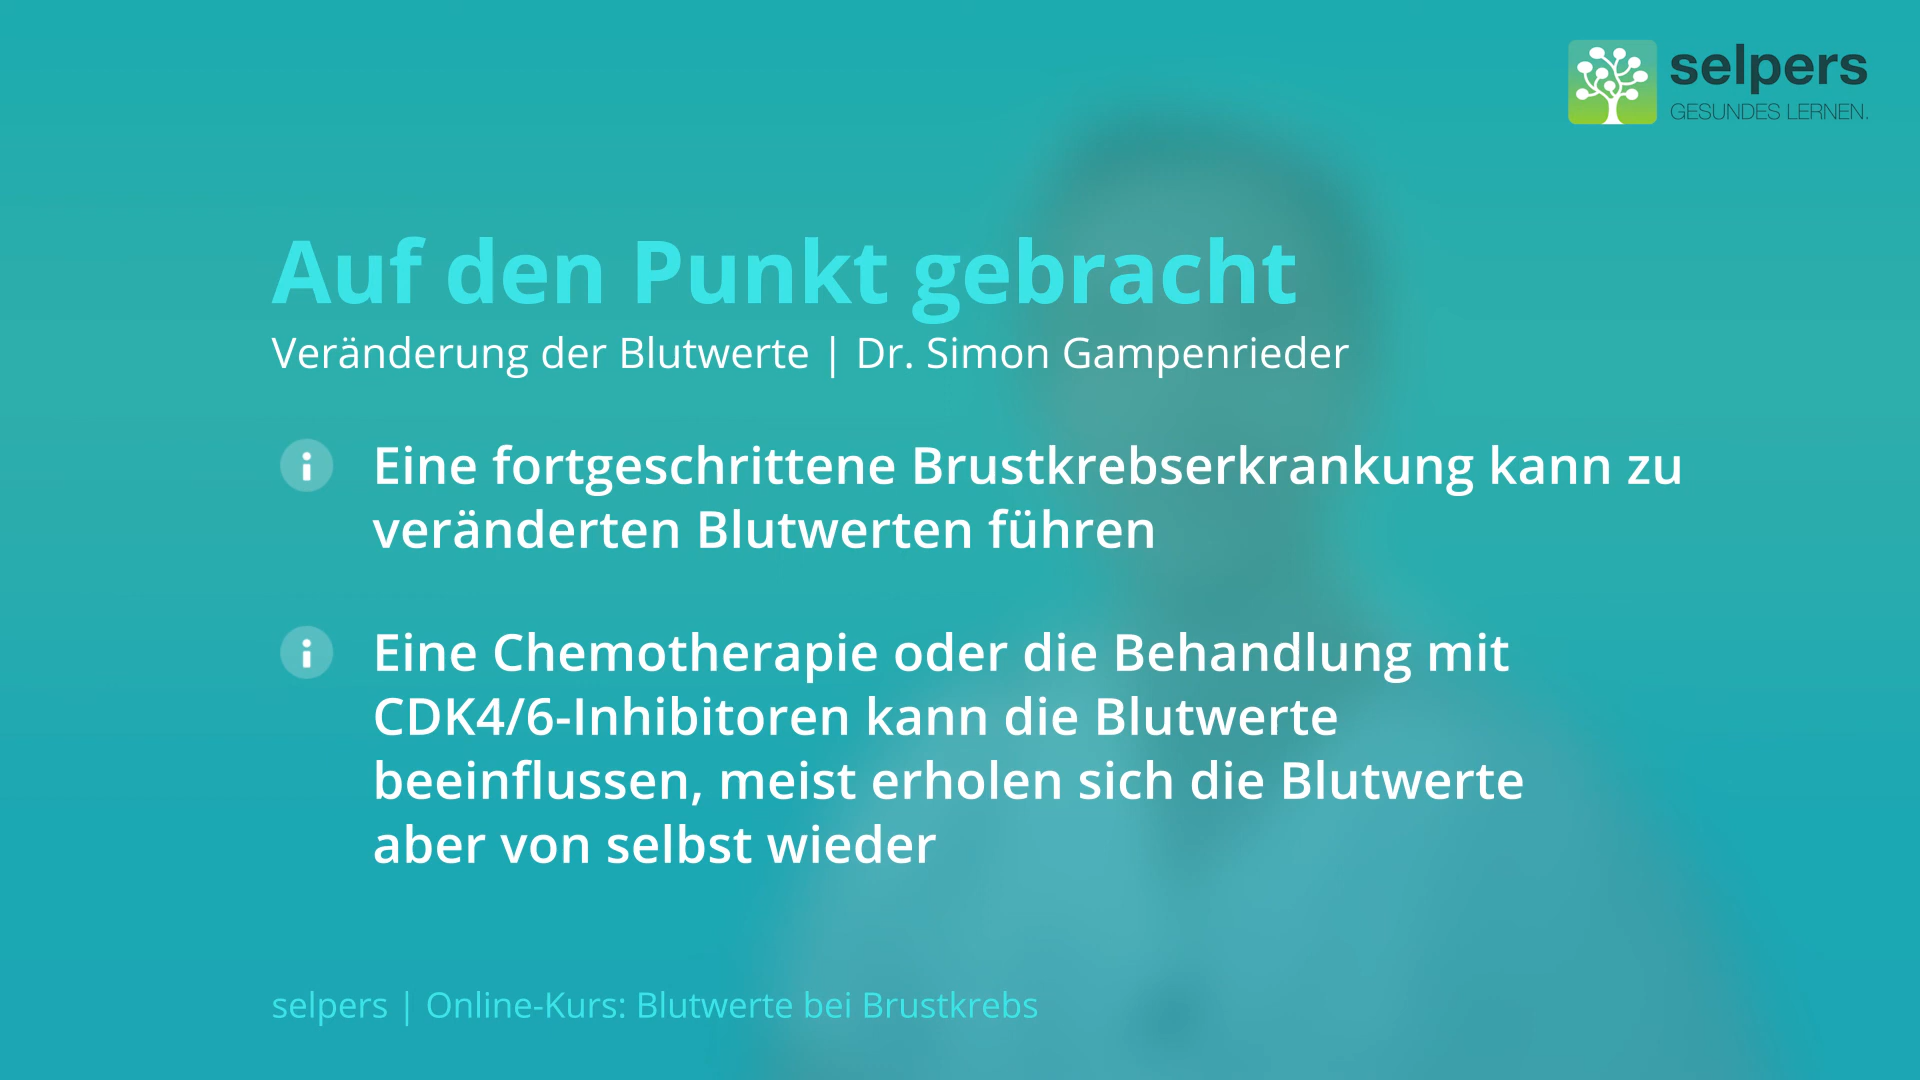 selpers
GESUNDES LERNEN.
Auf den Punkt gebracht
Veränderung der Blutwerte | Dr. Simon Gampenrieder
Eine fortgeschrittene Brustkrebserkrankung kann zu
veränderten Blutwerten führen
Eine Chemotherapie oder die Behandlung mit
CDK4/6-Inhibitoren kann die Blutwerte
beeinflussen, meist erholen sich die Blutwerte
aber von selbst wieder
selpers | Online-Kurs: Blutwerte bei Brustkrebs